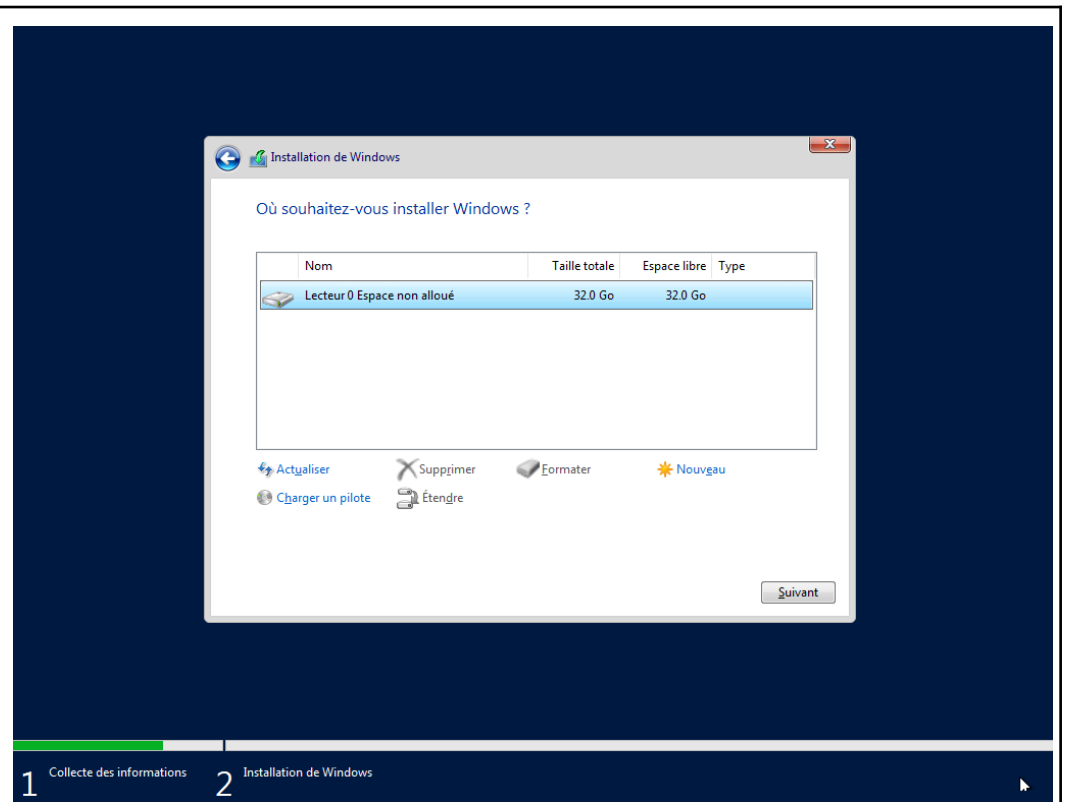 Installation de Windows
Où souhaitez-vous installer Windows ?
Nom Taille totale Espace libre Type
Lecteur 0 Espace non alloué 32.0 Go 32.0 Go
Actualiser Supprimer Formater Nouveau
Charger un pilote Étendre
Suivant
1 Collecte des informations 2 Installation de Windows